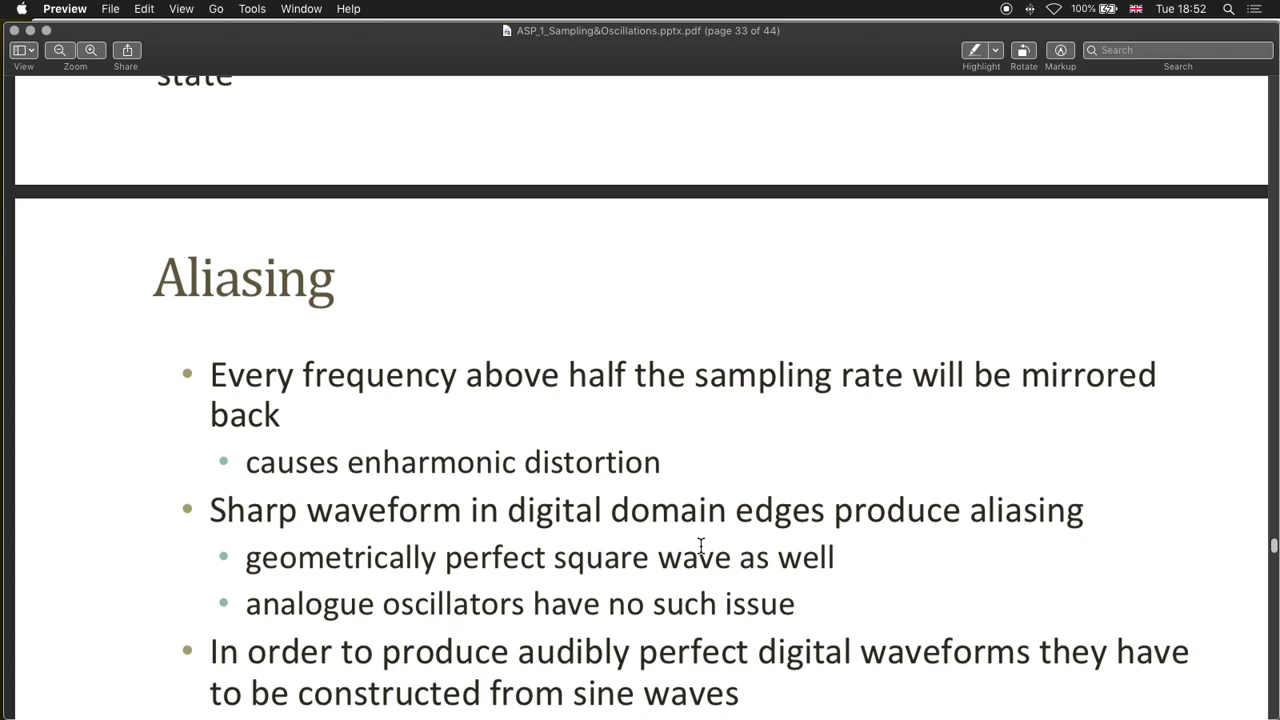 Preview File Edit View Go Tools Window Help 100% Tue 18:52
ASP_1_Sampling&Oscillations.pptx.pdf (page 33 of 44)
Search
View Zoom Share Highlight Rotate Markup Search
state
Aliasing
• Every frequency above half the sampling rate will be mirrored
back
• causes enharmonic distortion
• Sharp waveform in digital domain edges produce aliasing
• geometrically perfect square wave as well
• analogue oscillators have no such issue
• In order to produce audibly perfect digital waveforms they have
to be constructed from sine waves